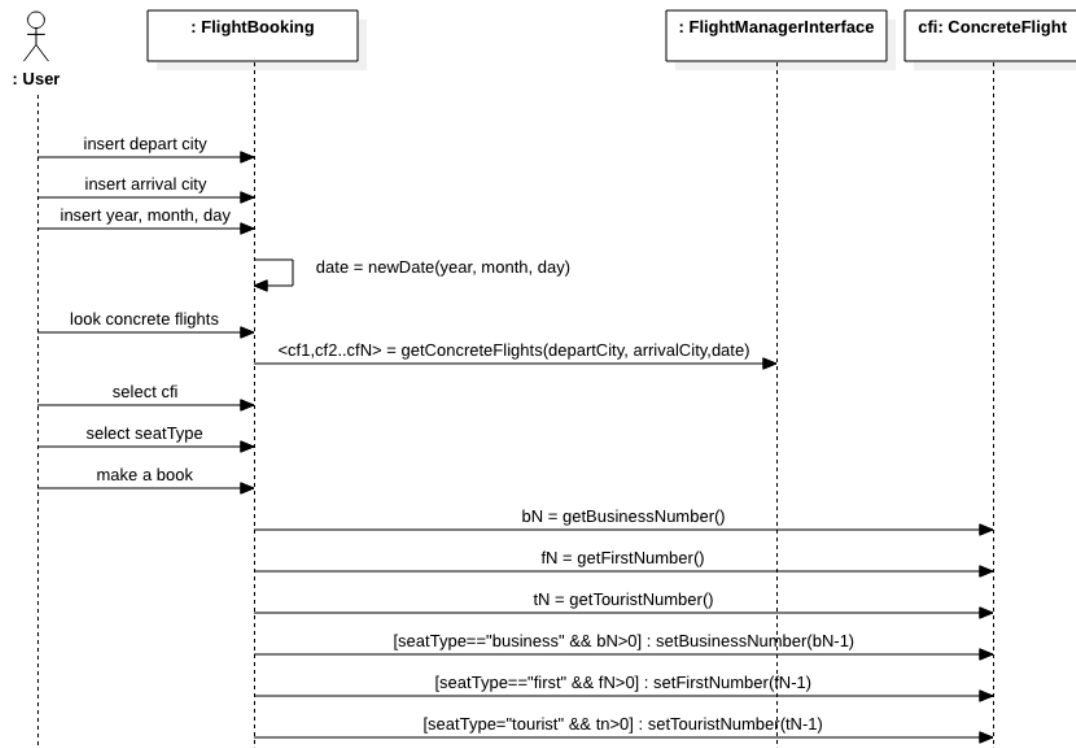 : FlightBooking
: FlightManagerInterface
cfi: ConcreteFlight
: User
insert depart city
insert arrival city
insert year, month, day
date = newDate(year, month, day)
look concrete flights
<cf1,cf2..cfN> = getConcreteFlights(departCity, arrivalCity,date)
select cfi
select seatType
make a book
bN = getBusinessNumber()
fN = getFirstNumber()
tN = getTouristNumber()
[seatType=="business" && bN>0] : setBusinessNumber(bN-1)
[seatType=="first" && fN>0] : setFirstNumber(fN-1)
[seatType="tourist" && tn>0] : setTouristNumber(tN-1)